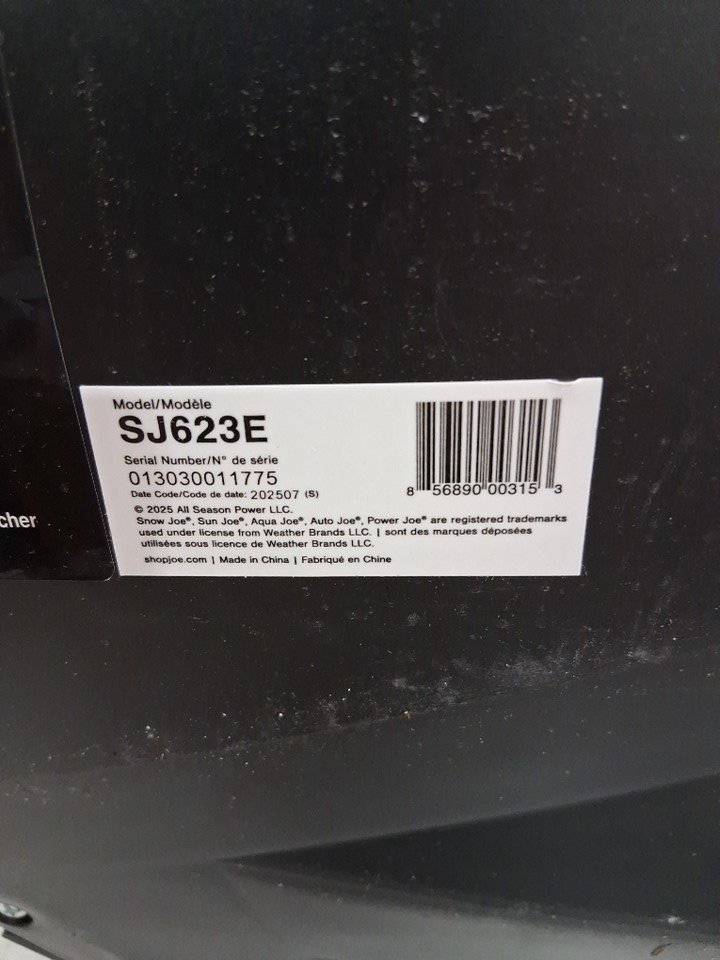 Model/Modèle
SJ623E
Serial Number/N° de série
013030011775
Date Code/Code de date: 202507 (S)
8 56890 00315 3
© 2025 All Season Power LLC.
Snow Joe®, Sun Joe®, Aqua Joe®, Auto Joe®, Power Joe® are registered trademarks
used under license from Weather Brands LLC. | sont des marques déposées
utilisées sous licence de Weather Brands LLC.
shopjoe.com | Made in China | Fabriqué en Chine
cher